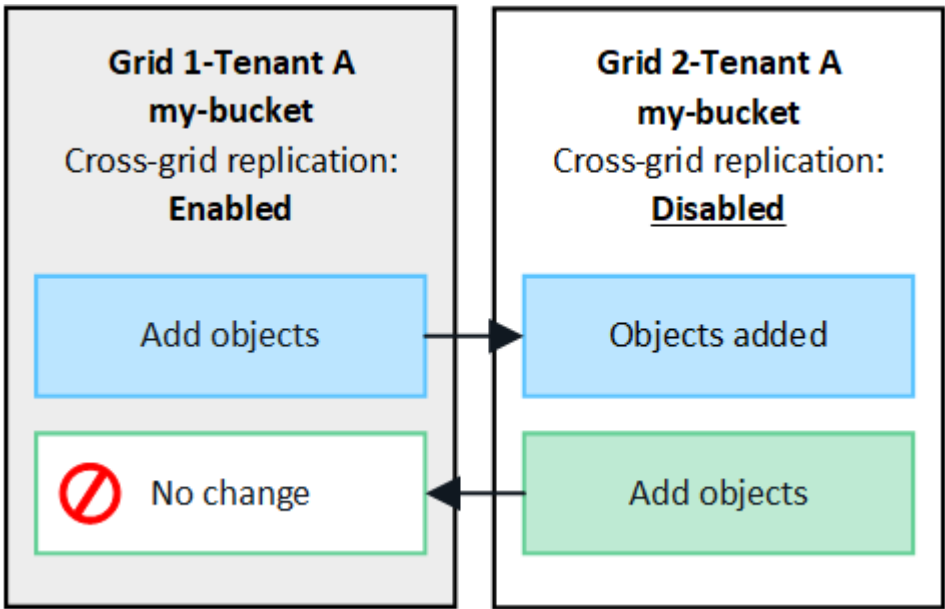 Grid 1-Tenant A
my-bucket
Cross-grid replication:
Enabled
Add objects
No change
Grid 2-Tenant A
my-bucket
Cross-grid replication:
Disabled
Objects added
Add objects